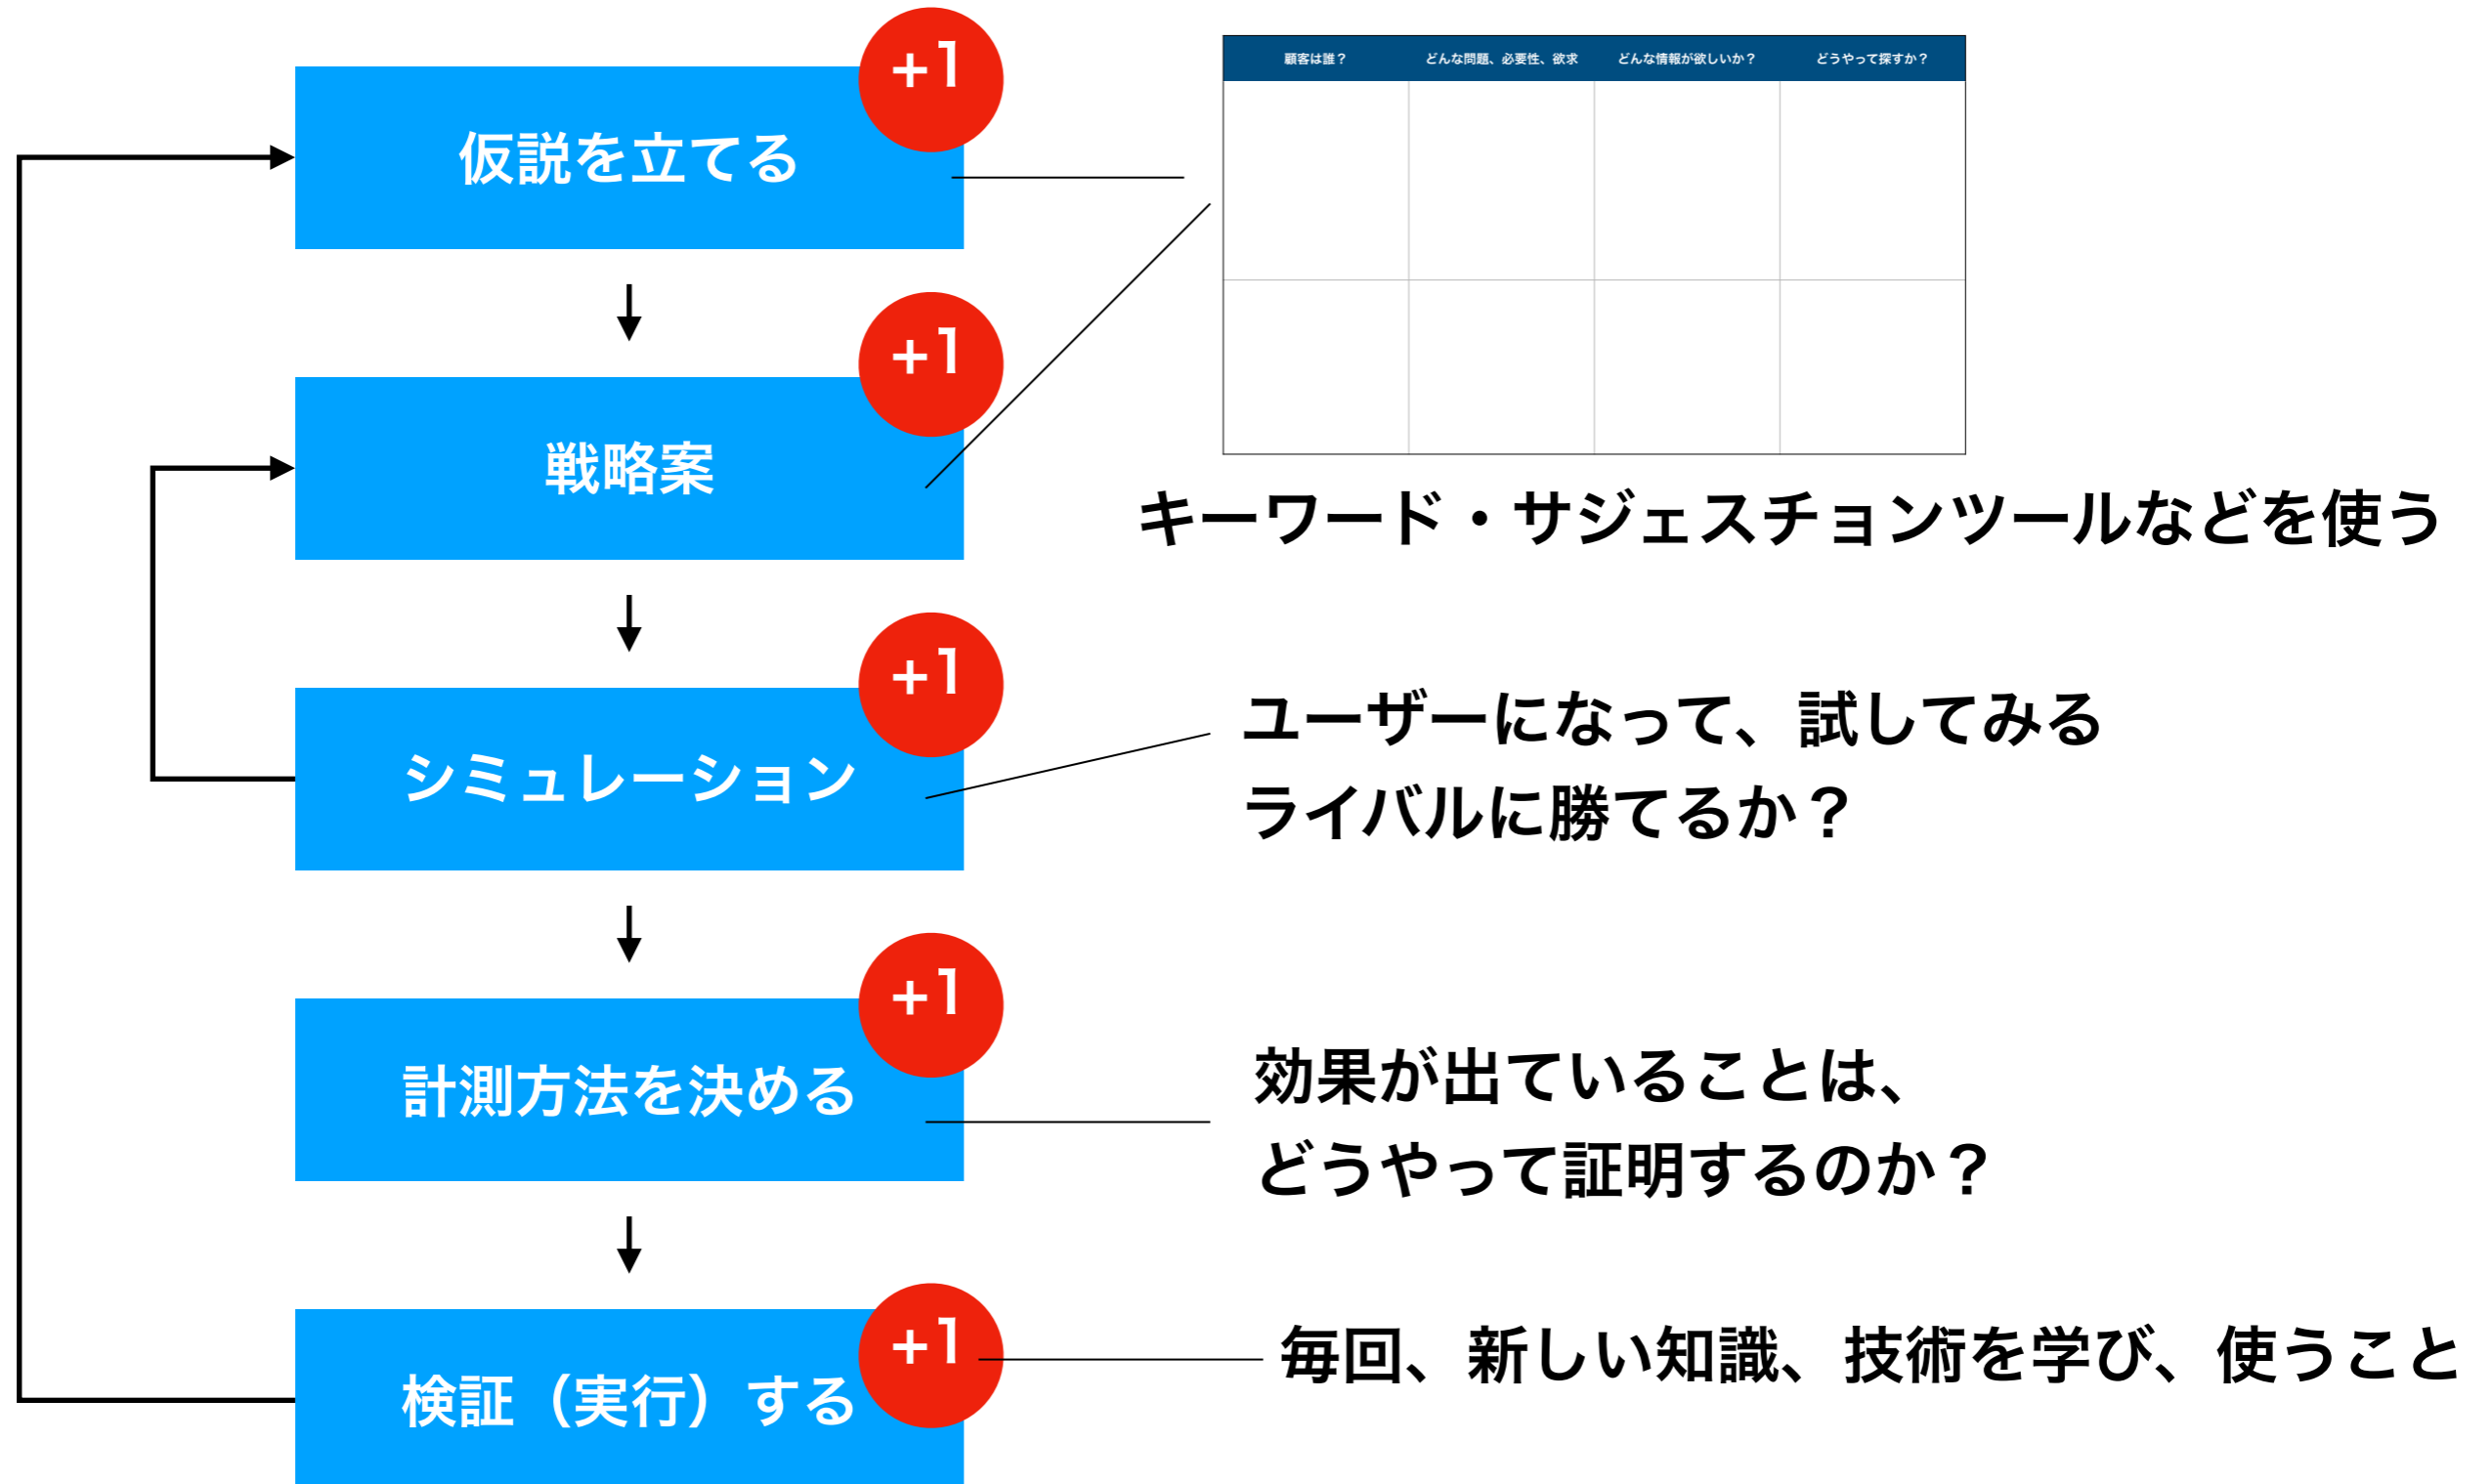 +1
仮説を立てる
顧客は誰？
どんな問題、必要性、欲求
どんな情報が欲しいか？
どうやって探すか？
+1
戦略案
キーワード・サジェスチョンツールなどを使う
+1
シミュレーション
ユーザーになって、試してみる
ライバルに勝てるか？
+1
計測方法を決める
効果が出ていることは、
どうやって証明するのか？
+1
検証（実行）する
毎回、新しい知識、技術を学び、使うこと